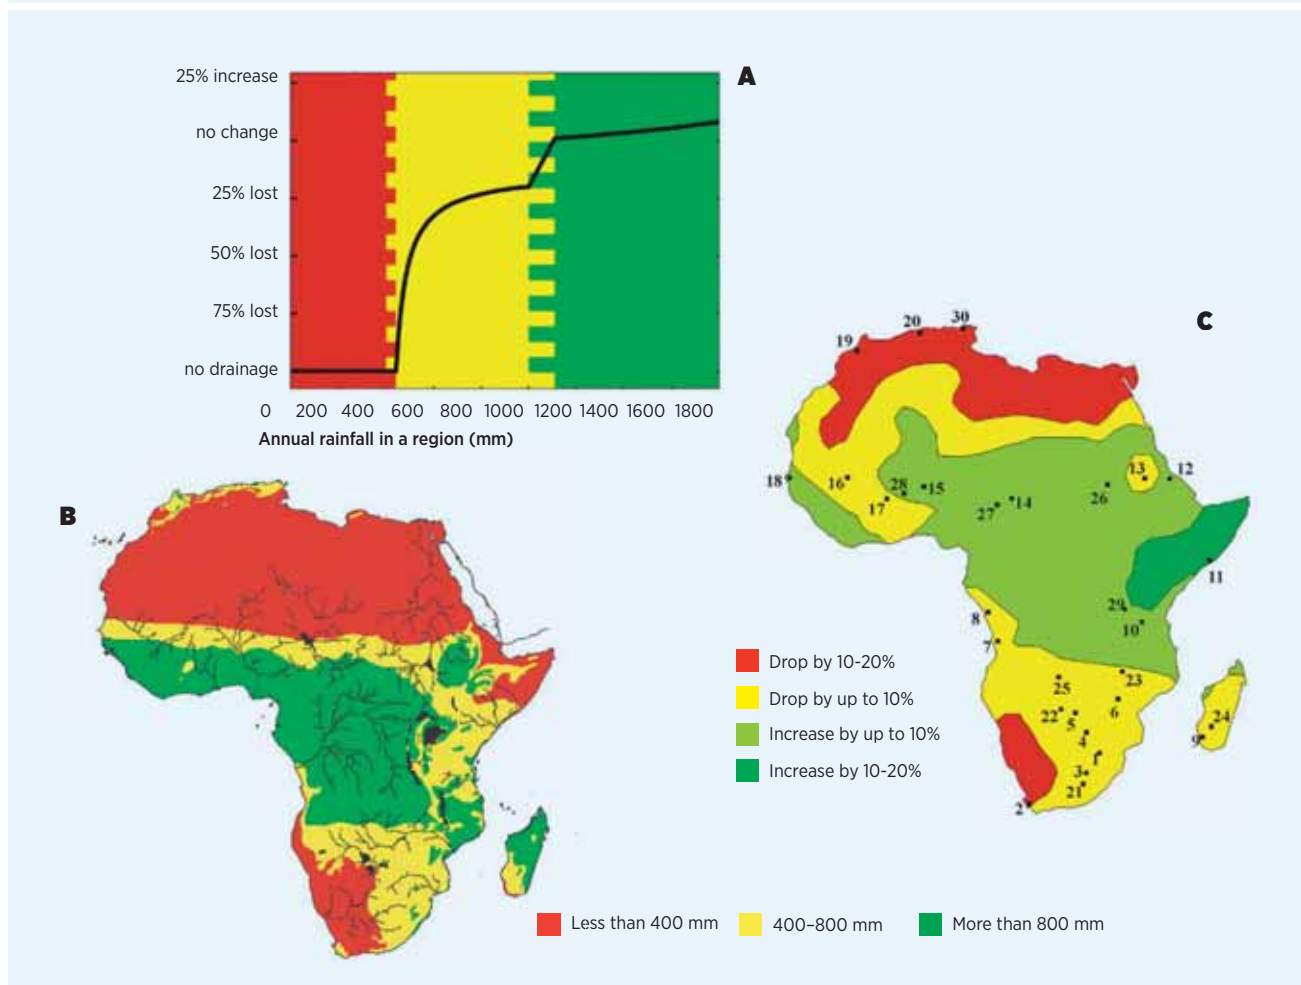 A
25% increase
no change
25% lost
50% lost
75% lost
no drainage
0 200 400 600 800 1000 1200 1400 1600 1800
Annual rainfall in a region (mm)
B
C
30
20
19
18
16
28
15
17
27
14
26
13
12
11
29
10
8
7
25
23
22
5
6
4
24
9
1
3
21
2
Drop by 10-20%
Drop by up to 10%
Increase by up to 10%
Increase by 10-20%
Less than 400 mm
400–800 mm
More than 800 mm